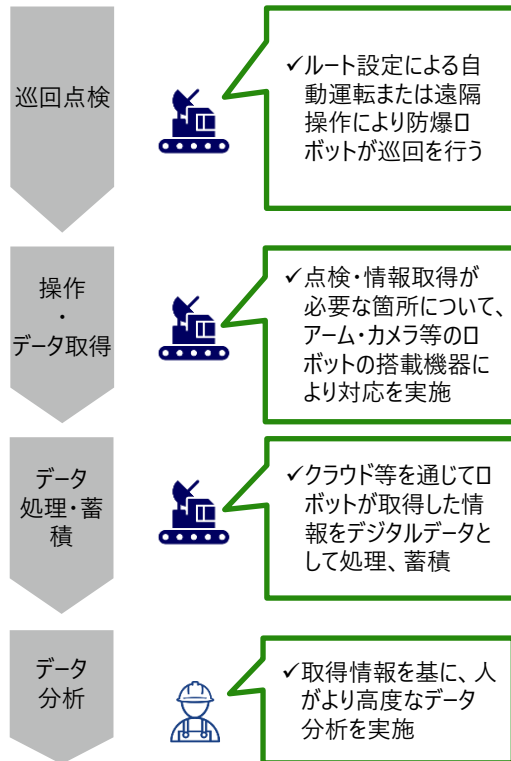 巡回点検
✓ルート設定による自
動運転または遠隔
操作により防爆ロ
ボットが巡回を行う
操作
・
データ取得
✓点検・情報取得が
必要な箇所について、
アーム・カメラ等のロ
ボットの搭載機器に
より対応を実施
データ
処理・蓄
積
✓クラウド等を通じてロ
ボットが取得した情
報をデジタルデータと
して処理、蓄積
データ
分析
✓取得情報を基に、人
がより高度なデータ
分析を実施